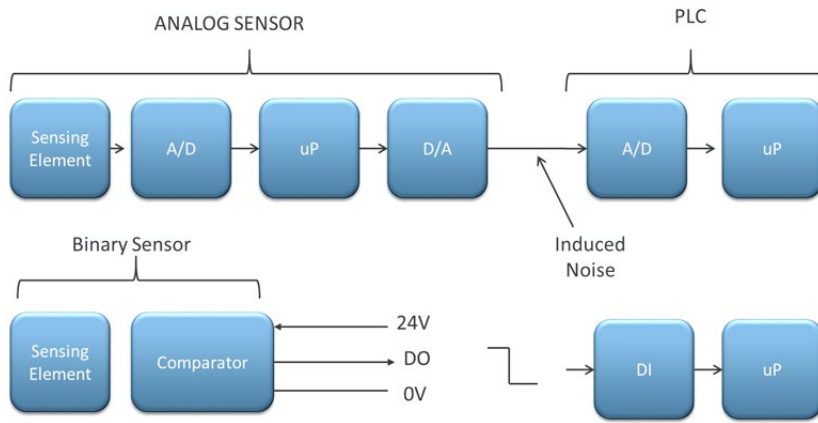 ANALOG SENSOR
PLC
Sensing
Element
A/D
uP
D/A
A/D
uP
Induced
Noise
Binary Sensor
Sensing
Element
Comparator
24V
DO
0V
DI
uP